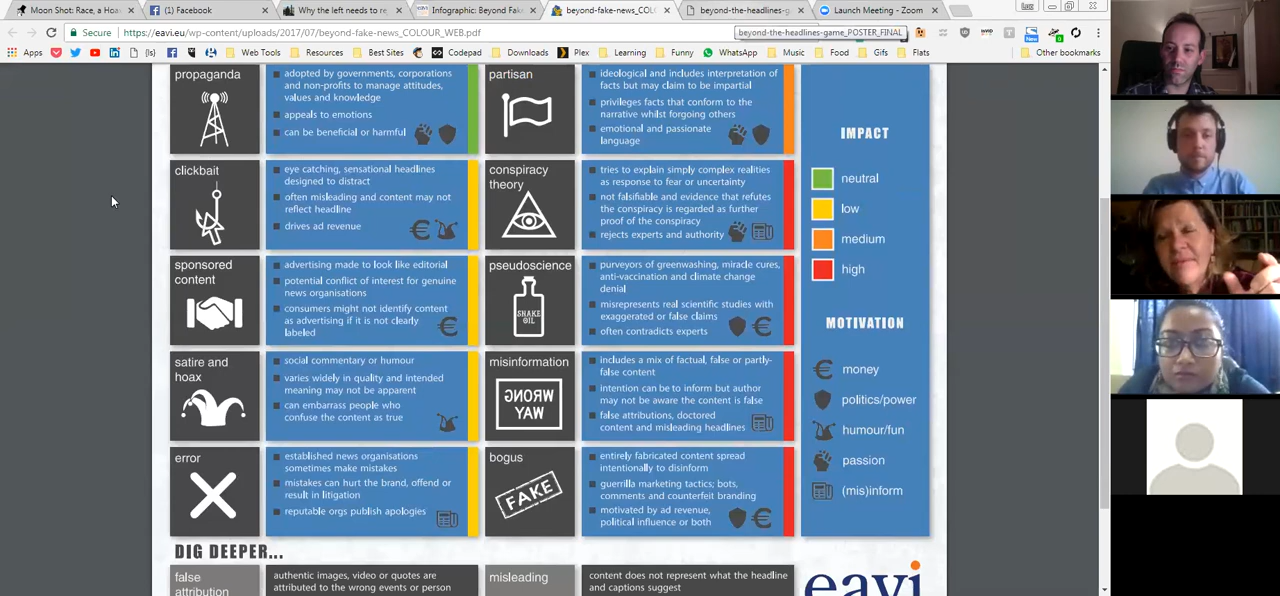 Moon Shot: Race, a Hoa
(1) Facebook
Why the left needs to re
Infographic: Beyond Fak
beyond-fake-news_COL
beyond-the-headlines-ga
Launch Meeting - Zoom
Secure
https://eavi.eu/wp-content/uploads/2017/07/beyond-fake-news_COLOUR_WEB.pdf
beyond-the-headlines-game_POSTER_FINAL
Apps
(Is)
Web Tools
Resources
Best Sites
Codepad
Downloads
Plex
Learning
Funny
WhatsApp
Music
Food
Gifs
Flats
Other bookmarks
propaganda
adopted by governments, corporations
and non-profits to manage attitudes,
values and knowledge
appeals to emotions
can be beneficial or harmful
partisan
ideological and includes interpretation of
facts but may claim to be impartial
privileges facts that conform to the
narrative whilst forgoing others
emotional and passionate
language
clickbait
eye catching, sensational headlines
designed to distract
often misleading and content may not
reflect headline
drives ad revenue
conspiracy
theory
tries to explain simply complex realities
as response to fear or uncertainty
not falsifiable and evidence that refutes
the conspiracy is regarded as further
proof of the conspiracy
rejects experts and authority
sponsored
content
advertising made to look like editorial
potential conflict of interest for genuine
news organisations
consumers might not identify content
as advertising if it is not clearly
labeled
pseudoscience
SNAKE
OIL
purveyors of greenwashing, miracle cures,
anti-vaccination and climate change
denial
misrepresents real scientific studies with
exaggerated or false claims
often contradicts experts
satire and
hoax
social commentary or humour
varies widely in quality and intended
meaning may not be apparent
can embarrass people who
confuse the content as true
misinformation
WRONG
WAY
includes a mix of factual, false or partly-
false content
intention can be to inform but author
may not be aware the content is false
false attributions, doctored
content and misleading headlines
error
established news organisations
sometimes make mistakes
mistakes can hurt the brand, offend or
result in litigation
reputable orgs publish apologies
bogus
FAKE
entirely fabricated content spread
intentionally to disinform
guerrilla marketing tactics; bots,
comments and counterfeit branding
motivated by ad revenue,
political influence or both
IMPACT
neutral
low
medium
high
MOTIVATION
€ money
politics/power
humour/fun
passion
(mis)inform
DIG DEEPER...
false
attribution
authentic images, video or quotes are
attributed to the wrong events or person
misleading
content does not represent what the headline
and captions suggest
eavi